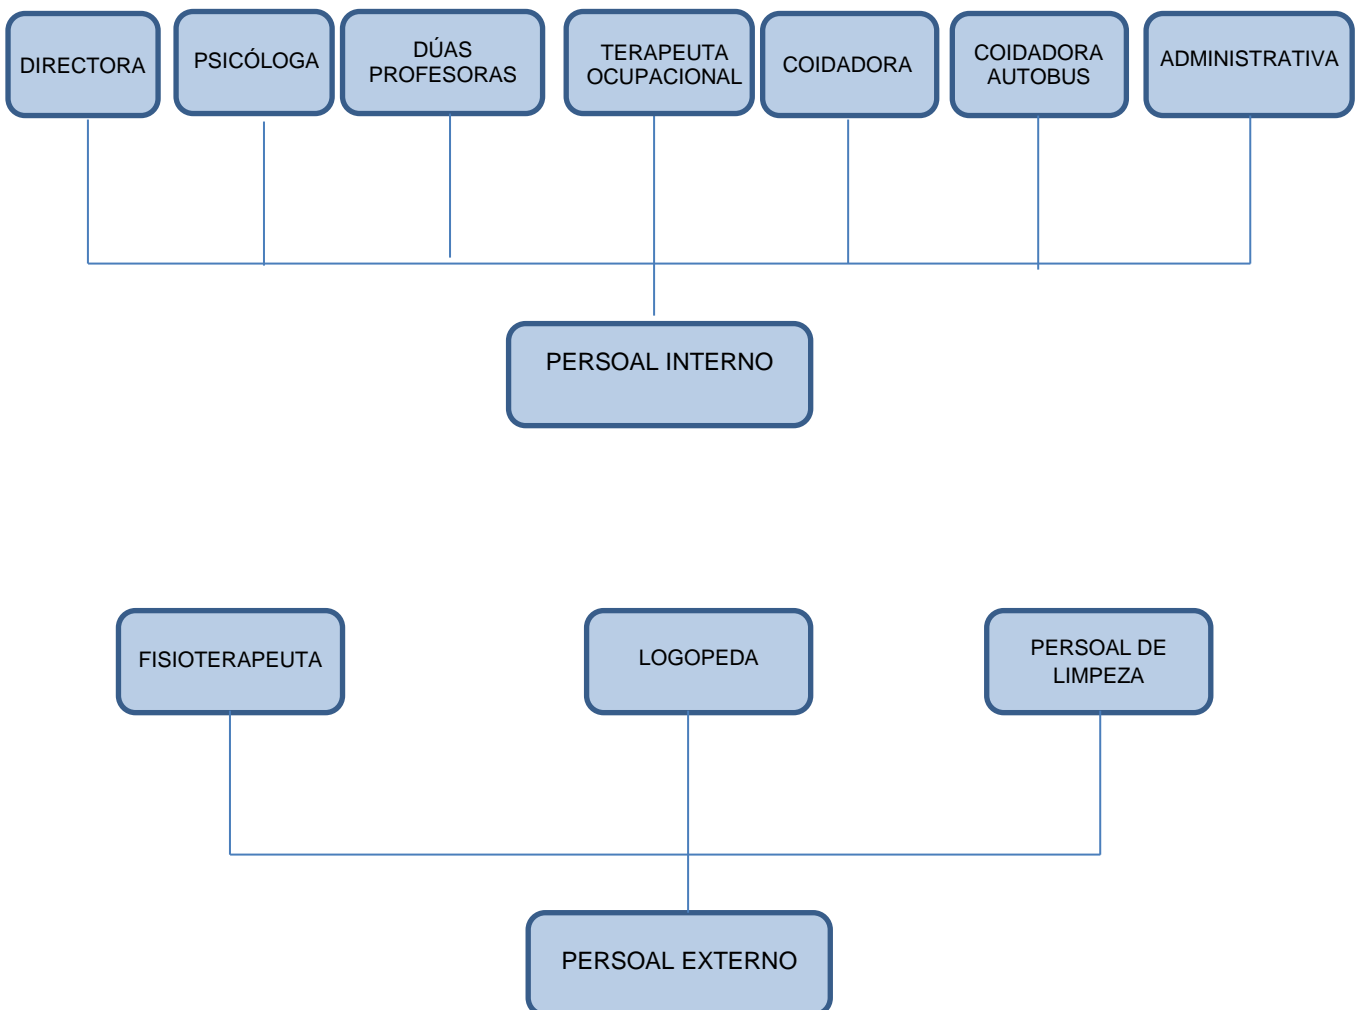 DIRECTORA
PSICÓLOGA
DÚAS
PROFESORAS
TERAPEUTA
OCUPACIONAL
COIDADORA
COIDADORA
AUTOBUS
ADMINISTRATIVA
PERSOAL INTERNO
FISIOTERAPEUTA
LOGOPEDA
PERSOAL DE
LIMPEZA
PERSOAL EXTERNO